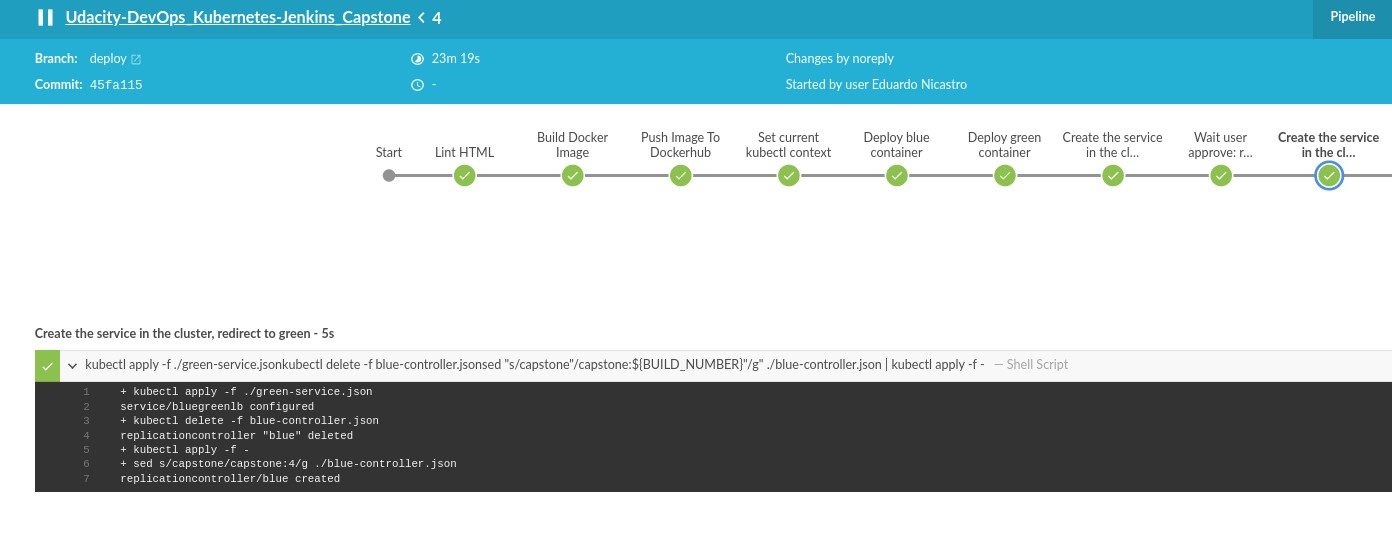 Udacity-DevOps_Kubernetes-Jenkins_Capstone < 4
Pipeline
Branch: deploy
23m 19s
Changes by noreply
Commit: 45fa115
-
Started by user Eduardo Nicastro
Start
Lint HTML
Build Docker
Image
Push Image To
Dockerhub
Set current
kubectl context
Deploy blue
container
Deploy green
container
Create the service
in the cl...
Wait user
approve: r...
Create the service
in the cl...
Create the service in the cluster, redirect to green - 5s
kubectl apply -f ./green-service.jsonkubectl delete -f blue-controller.jsonsed "s/capstone"/capstone:${BUILD_NUMBER}"/g" ./blue-controller.json | kubectl apply -f - — Shell Script
1 + kubectl apply -f ./green-service.json
2 service/bluegreenlb configured
3 + kubectl delete -f blue-controller.json
4 replicationcontroller "blue" deleted
5 + kubectl apply -f -
6 + sed s/capstone/capstone:4/g ./blue-controller.json
7 replicationcontroller/blue created